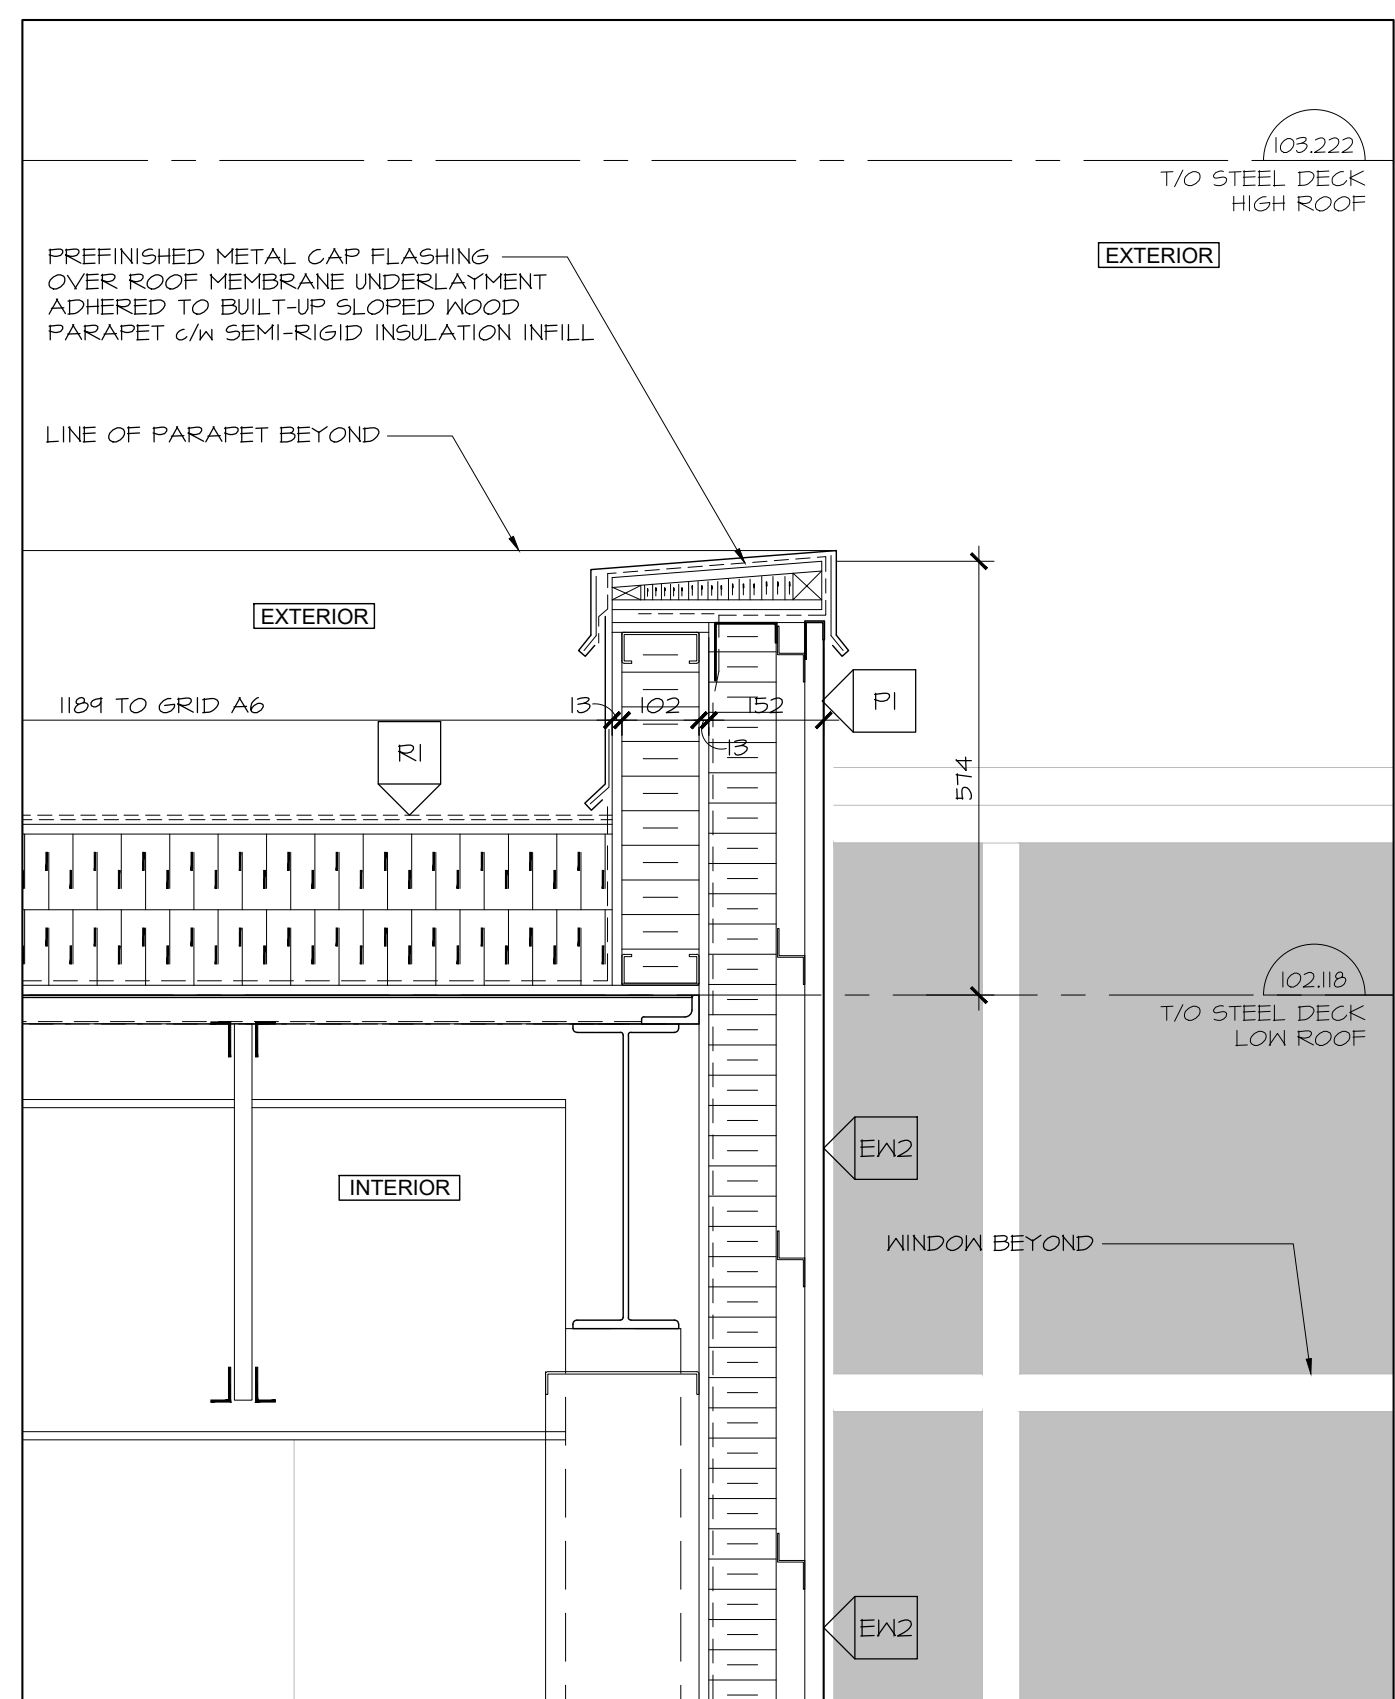 103.222
T/O STEEL DECK
HIGH ROOF
EXTERIOR
PREFINISHED METAL CAP FLASHING
OVER ROOF MEMBRANE UNDERLAYMENT
ADHERED TO BUILT-UP SLOPED WOOD
PARAPET c/w SEMI-RIGID INSULATION INFILL
LINE OF PARAPET BEYOND
EXTERIOR
1189 TO GRID A6
13
102
152
13
P1
R1
574
102.118
T/O STEEL DECK
LOW ROOF
EW2
INTERIOR
WINDOW BEYOND
EW2